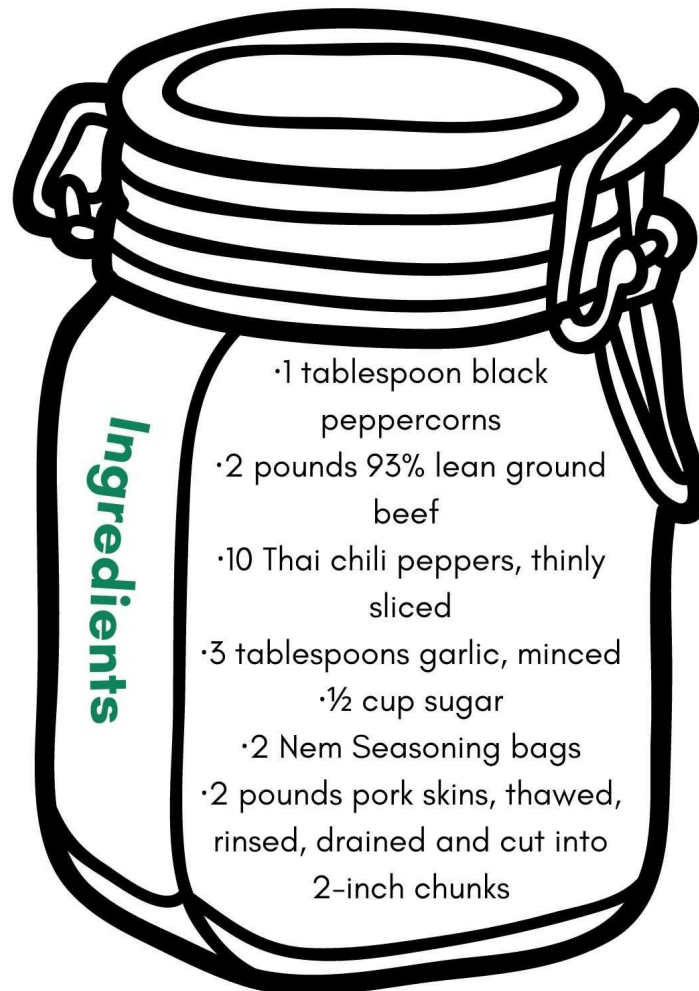 Ingredients
·1 tablespoon black
peppercorns
·2 pounds 93% lean ground
beef
·10 Thai chili peppers, thinly
sliced
·3 tablespoons garlic, minced
·½ cup sugar
·2 Nem Seasoning bags
·2 pounds pork skins, thawed,
rinsed, drained and cut into
2-inch chunks